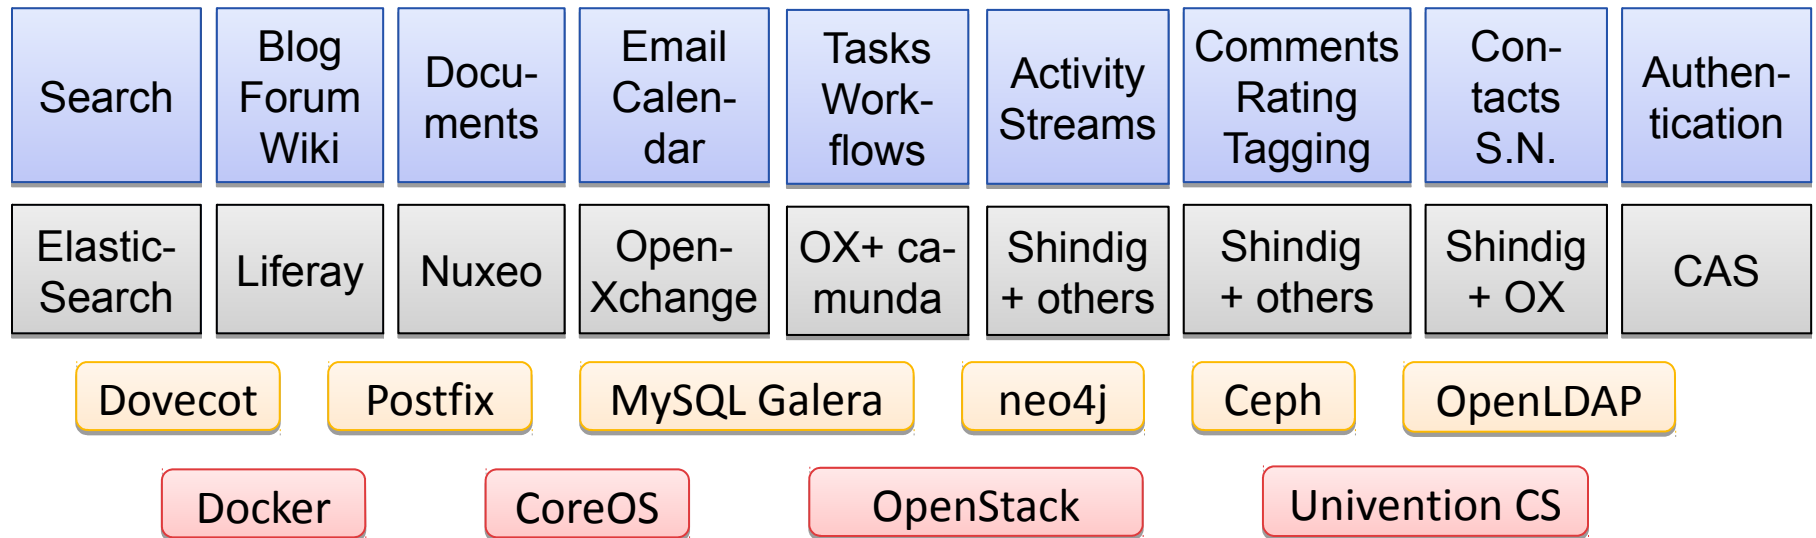 Search
Blog
Forum
Wiki
Docu-
ments
Email
Calen-
dar
Tasks
Work-
flows
Activity
Streams
Comments
Rating
Tagging
Con-
tacts
S.N.
Authen-
tication
Elastic-
Search
Liferay
Nuxeo
Open-
Xchange
OX+ ca-
munda
Shindig
+ others
Shindig
+ others
Shindig
+ OX
CAS
Dovecot
Postfix
MySQL Galera
neo4j
Ceph
OpenLDAP
Docker
CoreOS
OpenStack
Univention CS